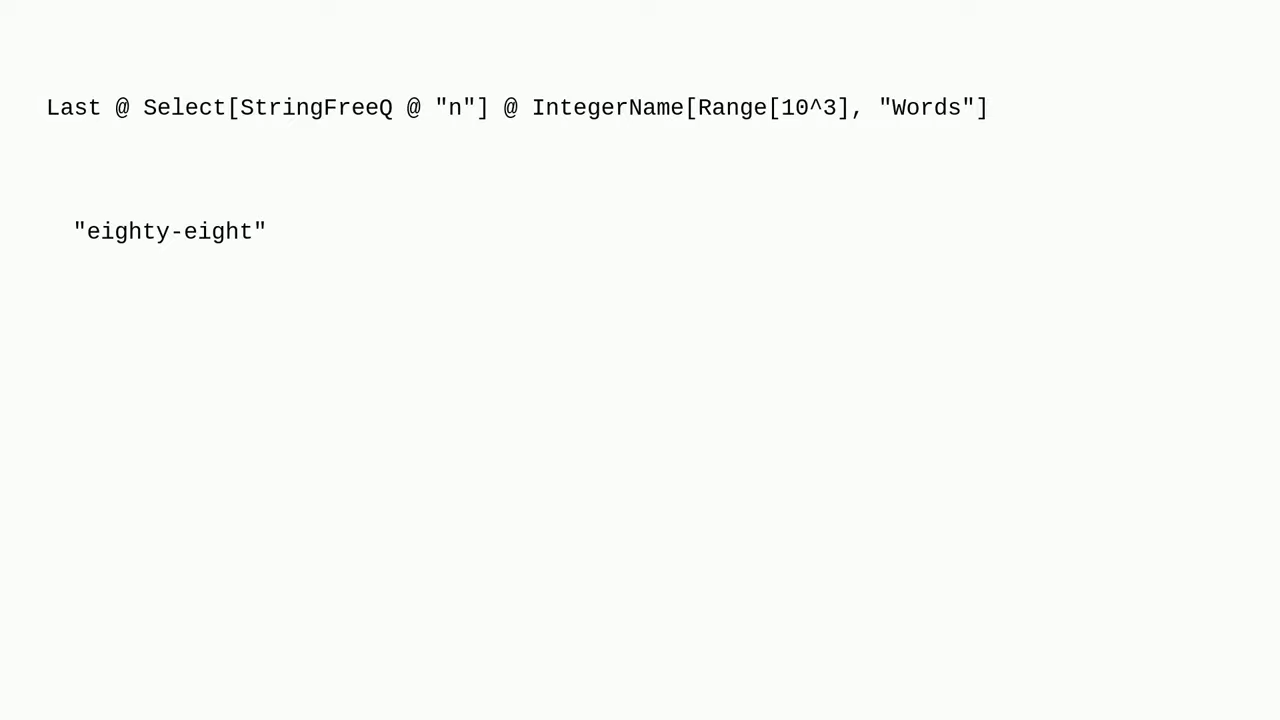 Last @ Select[StringFreeQ @ "n"] @ IntegerName[Range[10^3], "Words"]
"eighty-eight"